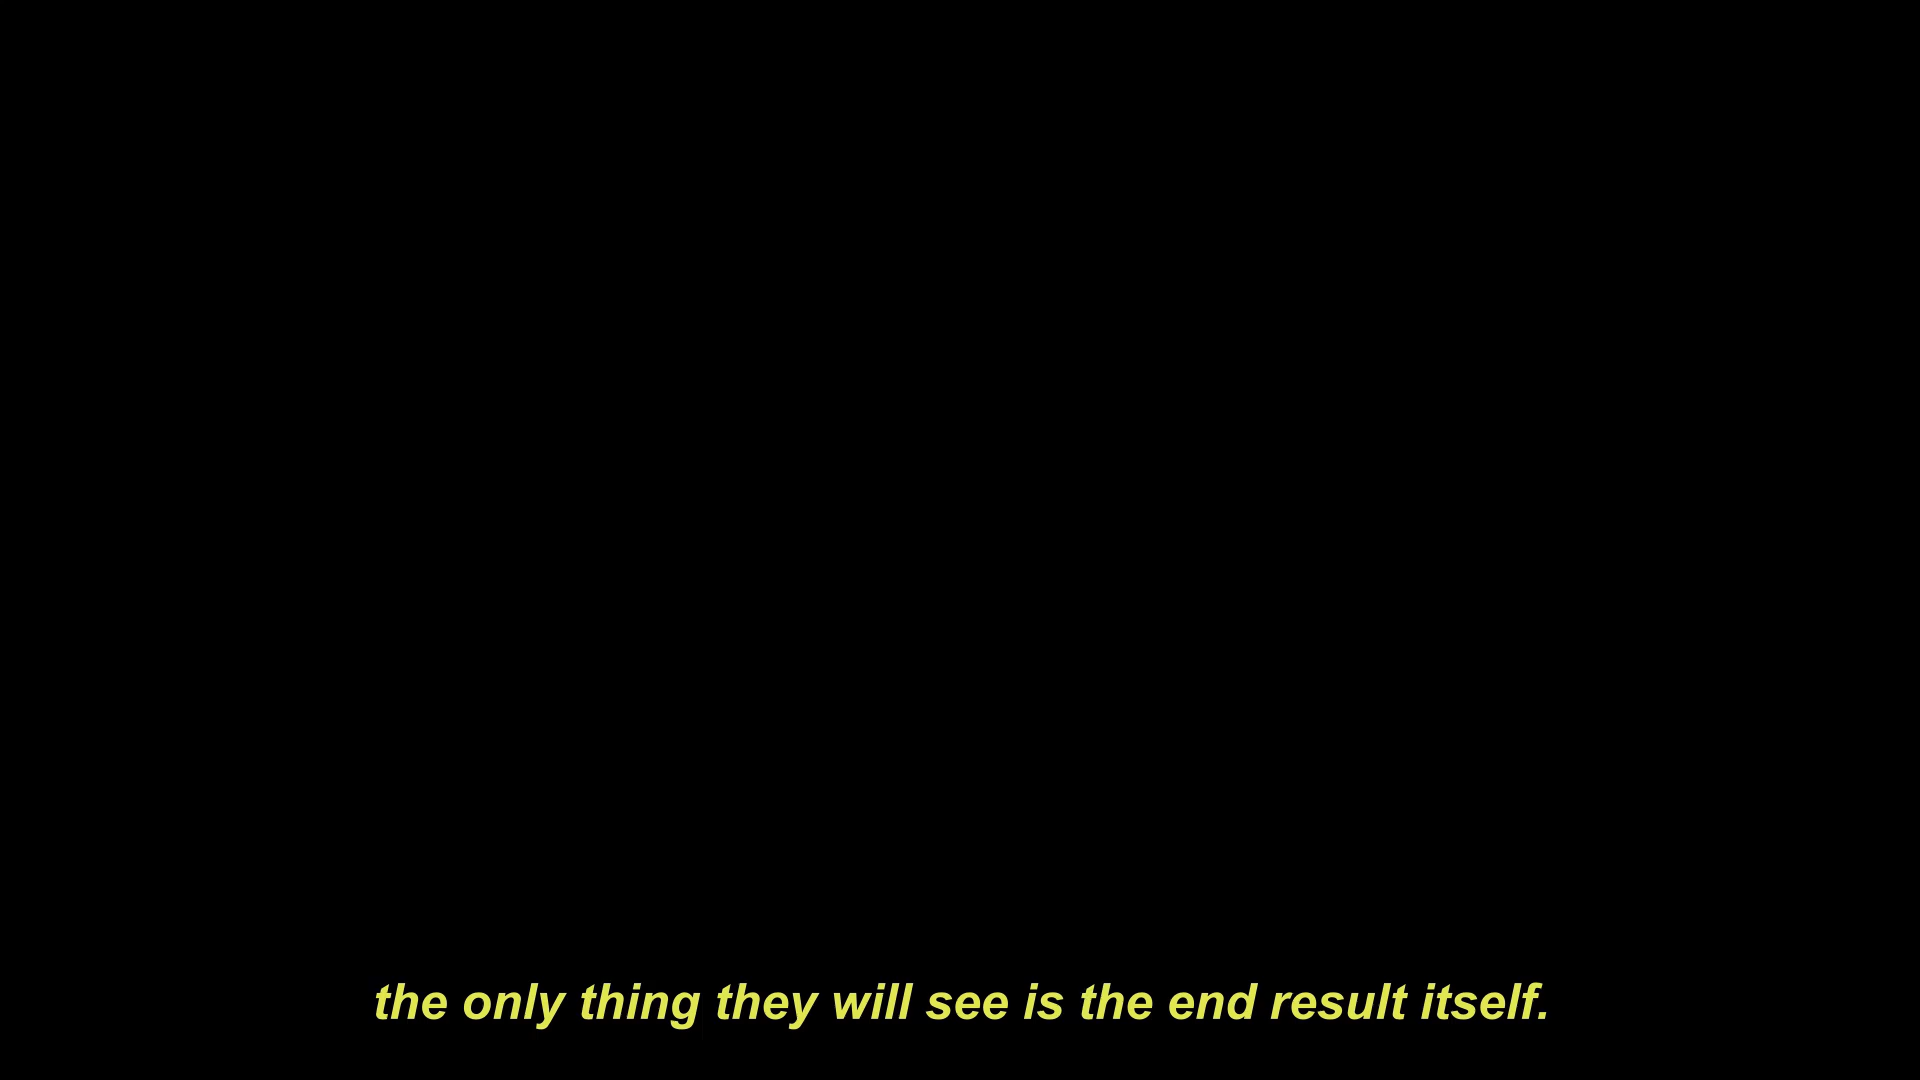 the only thing they will see is the end result itself.